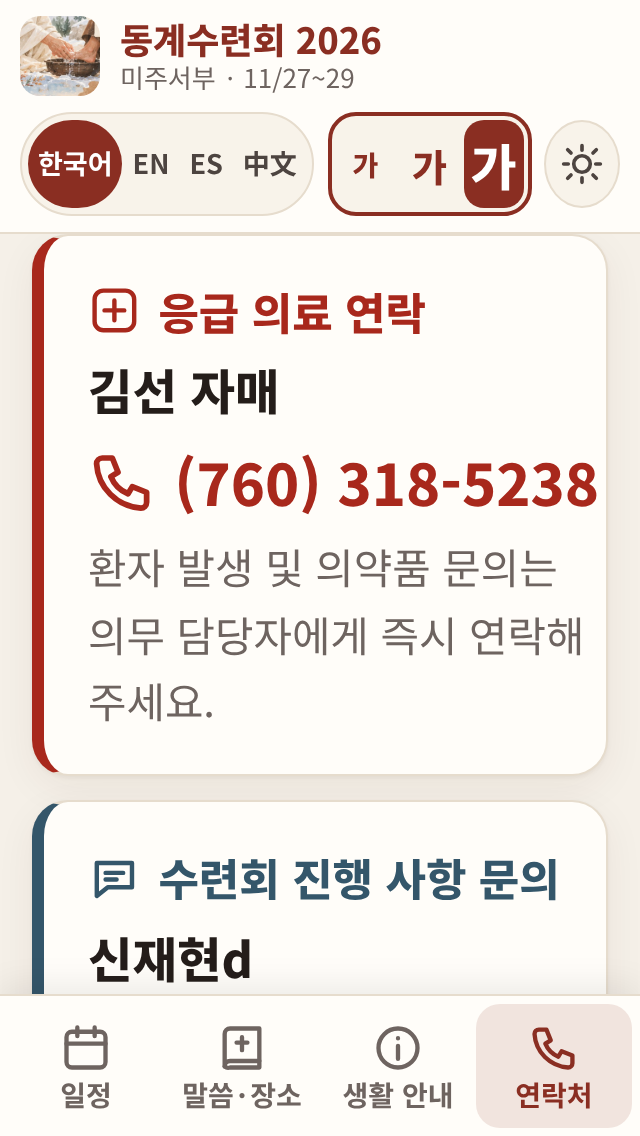 동계수련회 2026
미주서부 · 11/27~29
한국어 EN ES 中文 가 가 가
응급 의료 연락
김선 자매
(760) 318-5238
환자 발생 및 의약품 문의는
의무 담당자에게 즉시 연락해
주세요.
수련회 진행 사항 문의
신재현d
일정 말씀·장소 생활 안내 연락처